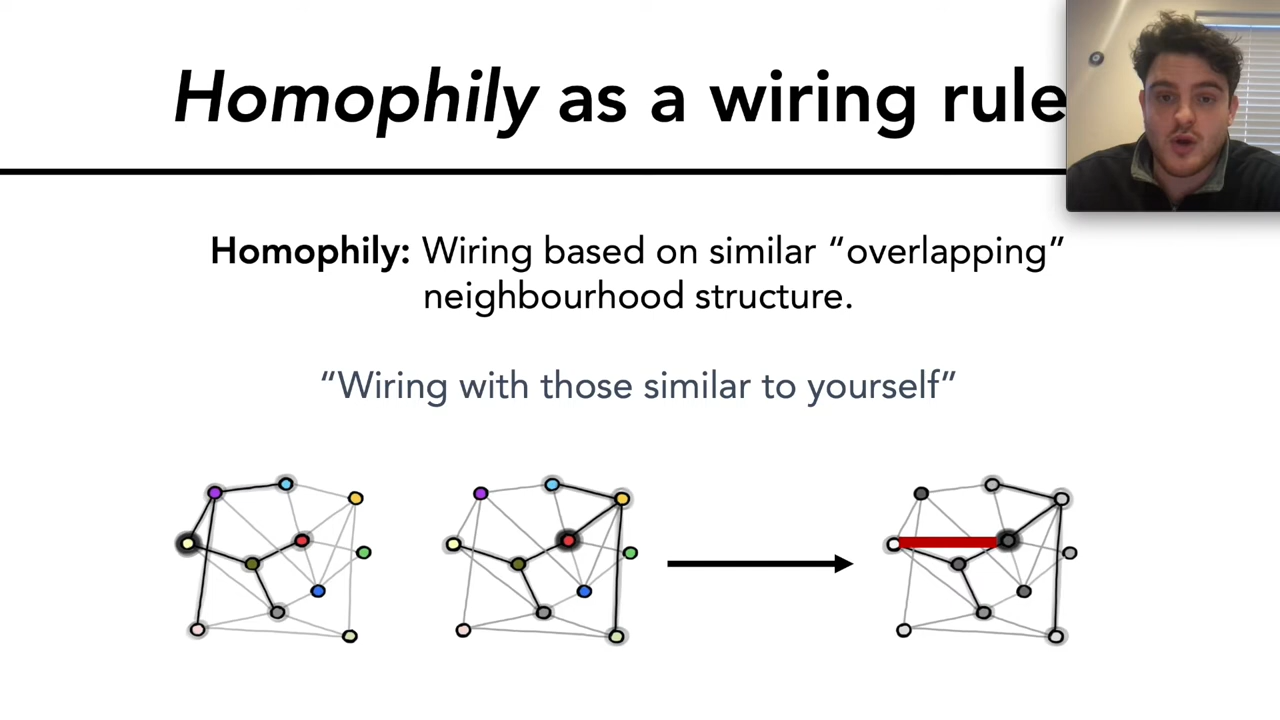 Homophily as a wiring rule
Homophily: Wiring based on similar “overlapping”
neighbourhood structure.
“Wiring with those similar to yourself”